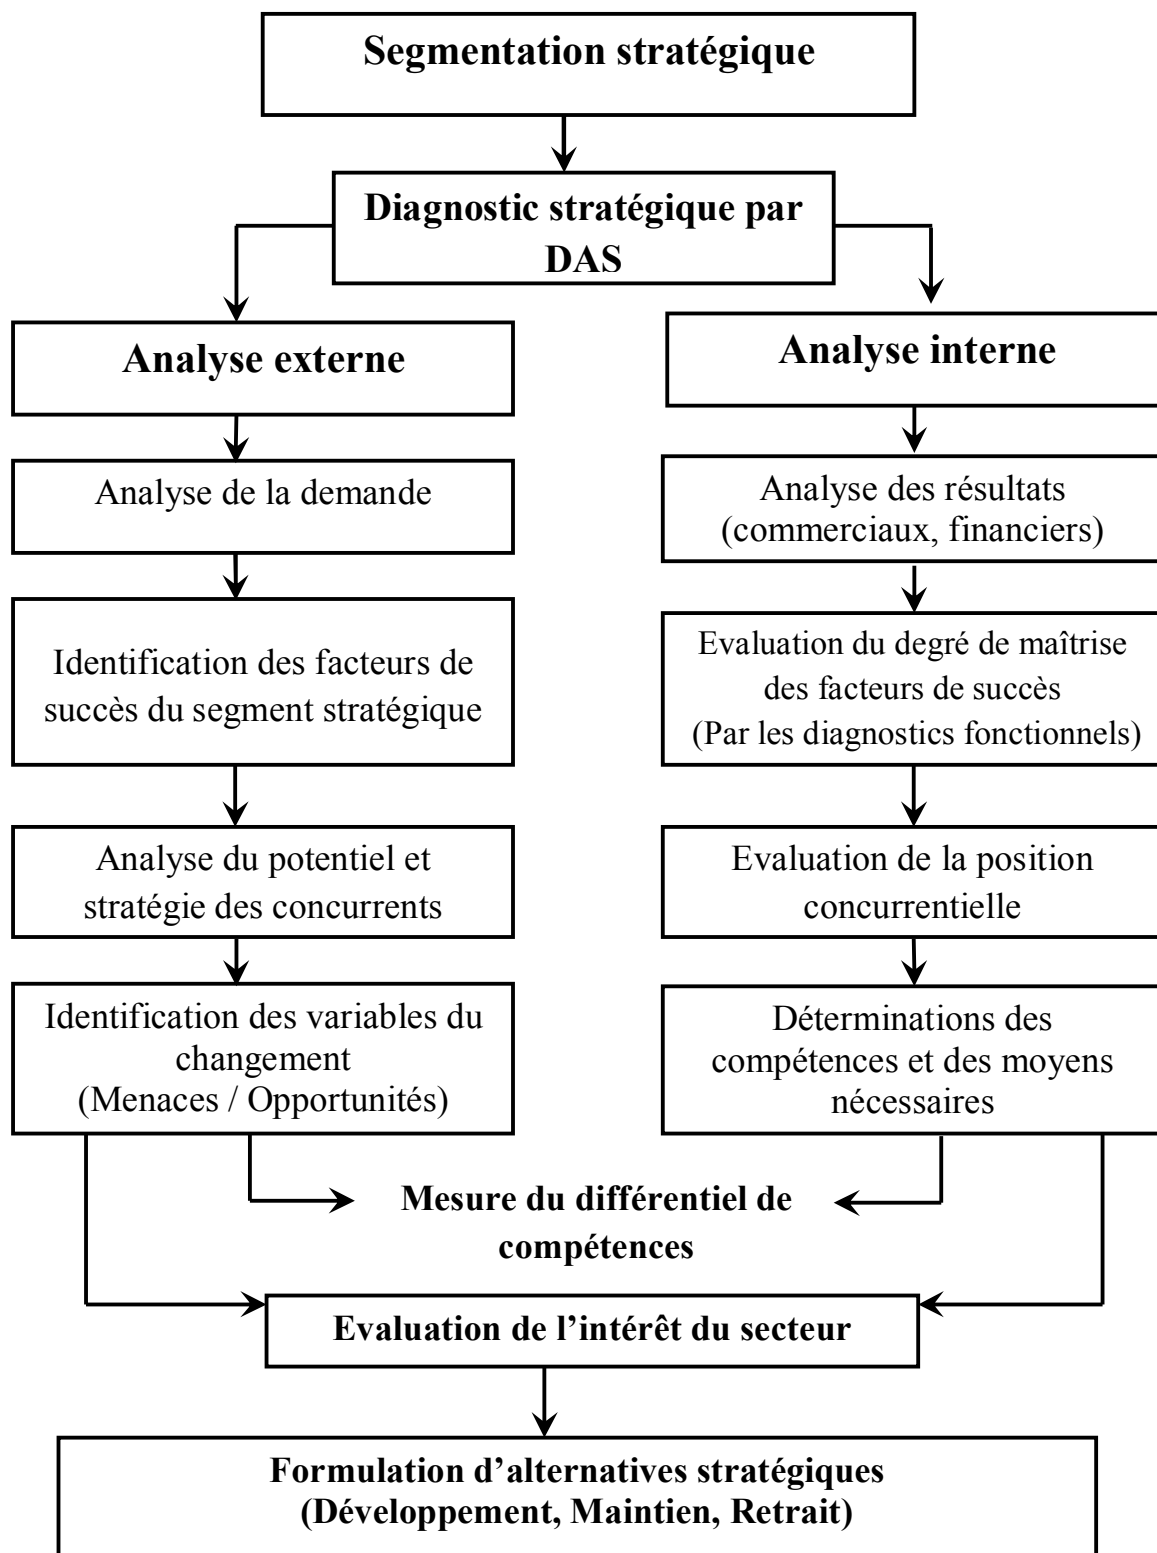 Segmentation stratégique
Diagnostic stratégique par
DAS
Analyse externe
Analyse de la demande
Identification des facteurs de
succès du segment stratégique
Analyse du potentiel et
stratégie des concurrents
Identification des variables du
changement
(Menaces / Opportunités)
Analyse interne
Analyse des résultats
(commerciaux, financiers)
Evaluation du degré de maîtrise
des facteurs de succès
(Par les diagnostics fonctionnels)
Evaluation de la position
concurrentielle
Déterminations des
compétences et des moyens
nécessaires
Mesure du différentiel de
compétences
Evaluation de l’intérêt du secteur
Formulation d’alternatives stratégiques
(Développement, Maintien, Retrait)